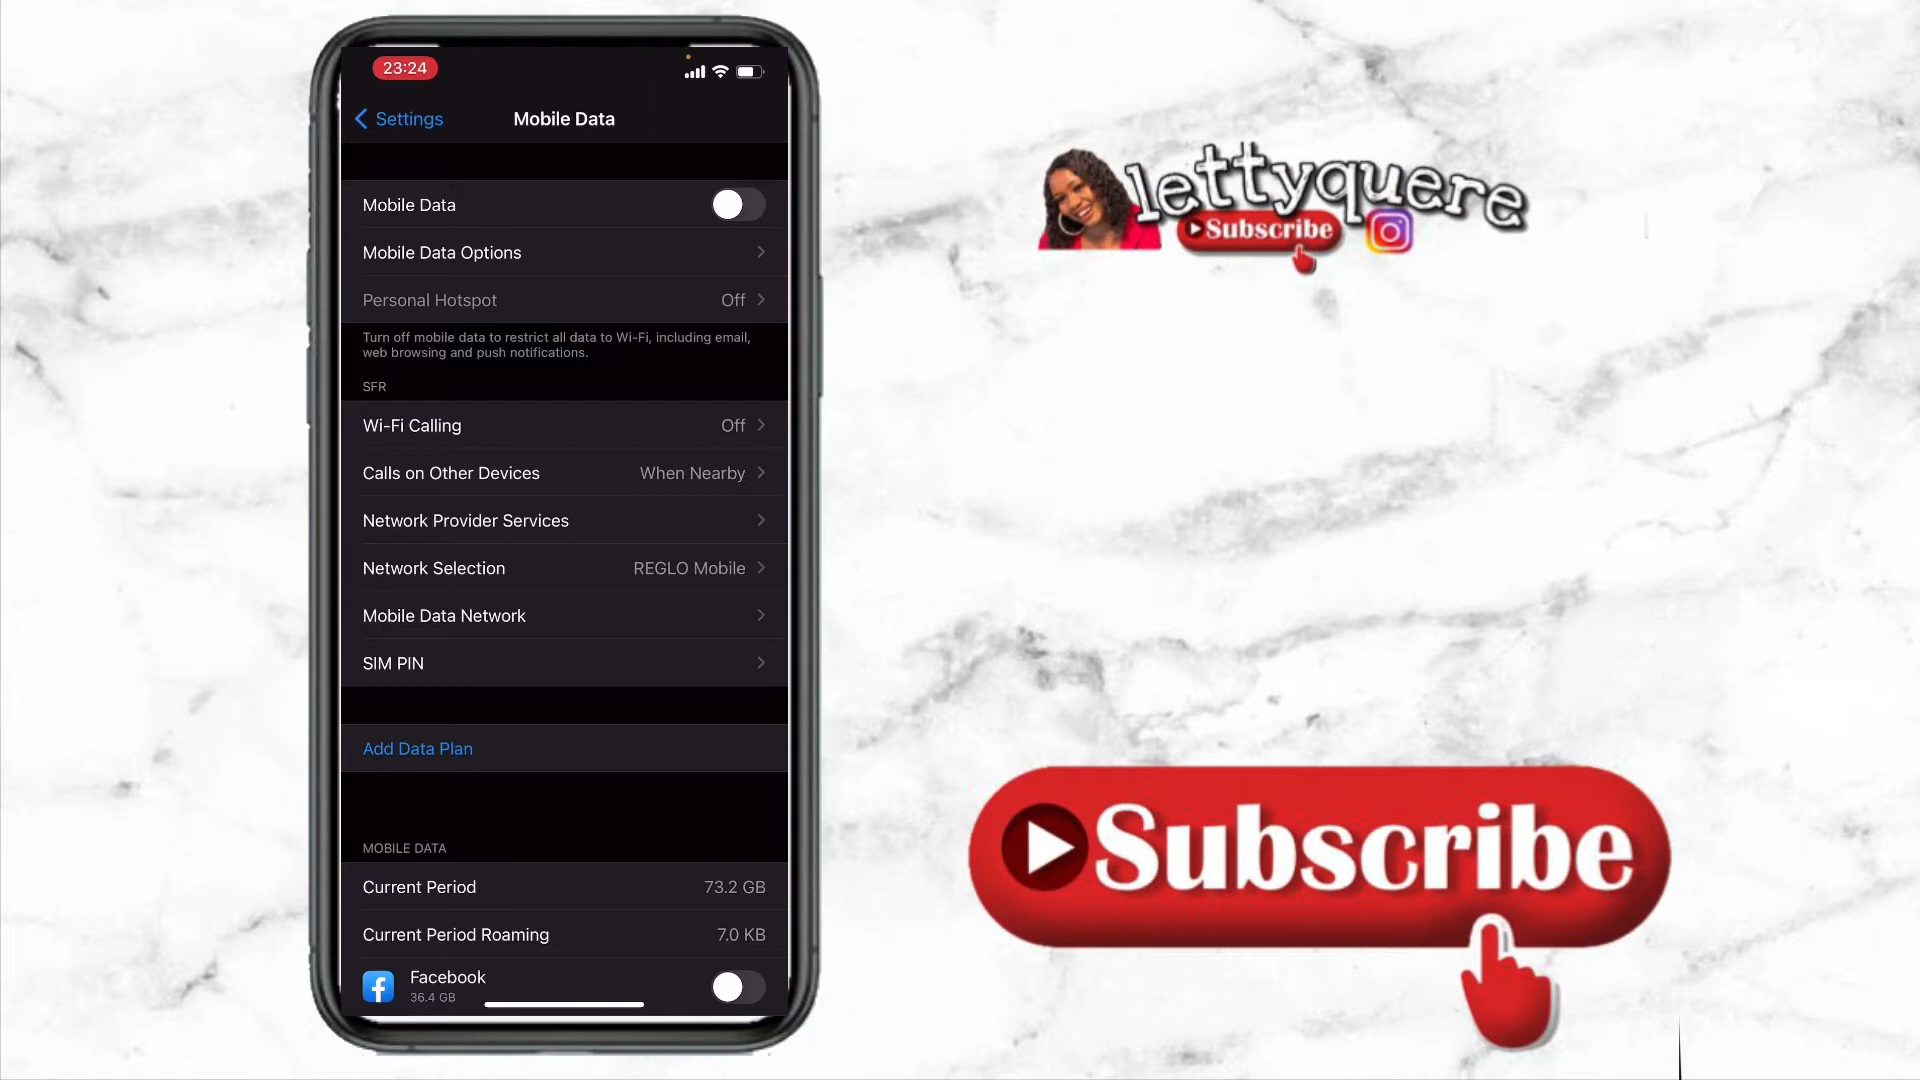 23:24
Settings
Mobile Data
Mobile Data
Mobile Data Options
Personal Hotspot Off
Turn off mobile data to restrict all data to Wi-Fi, including email,
web browsing and push notifications.
SFR
Wi-Fi Calling Off
Calls on Other Devices When Nearby
Network Provider Services
Network Selection REGLO Mobile
Mobile Data Network
SIM PIN
Add Data Plan
MOBILE DATA
Current Period 73.2 GB
Current Period Roaming 7.0 KB
Facebook
36.4 GB
lettyquere
Subscribe
Subscribe